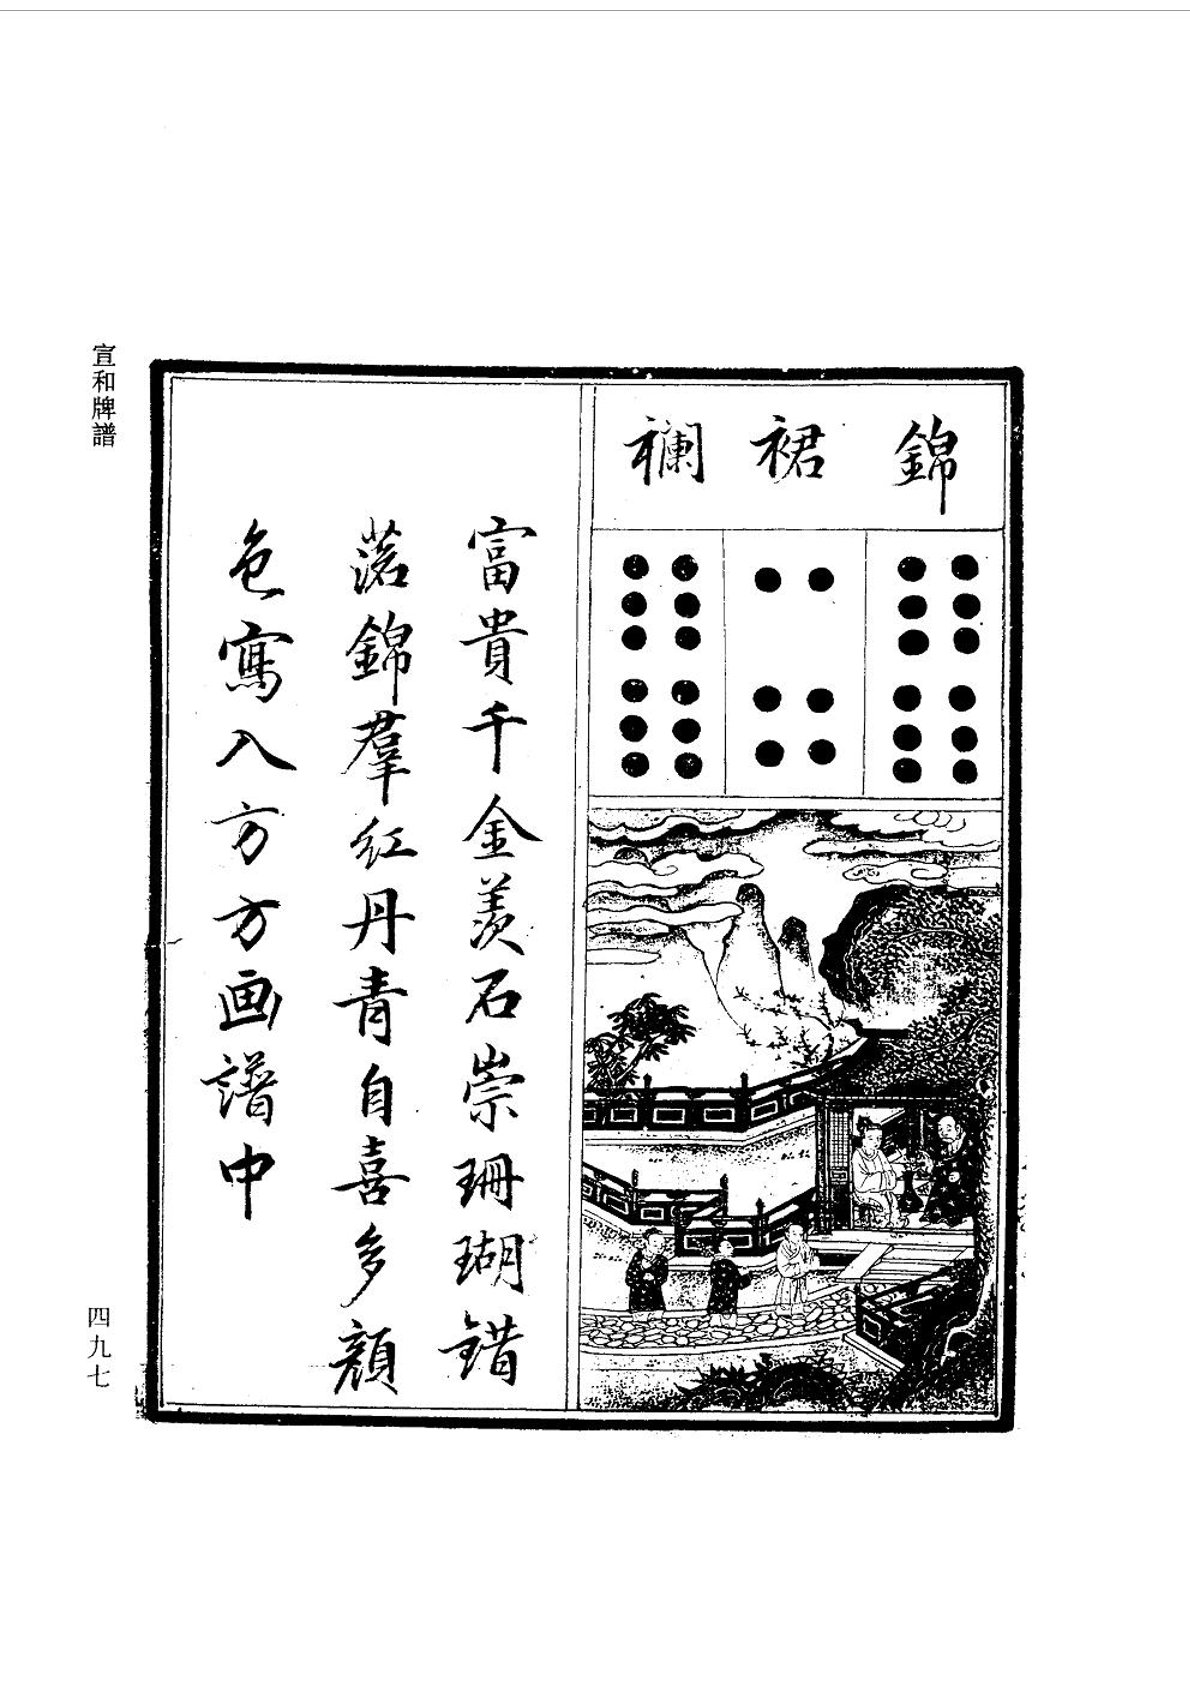 錦裙襴
富貴千金羨石崇珊瑚錯
落錦羣紅丹青自喜多顏
色寫入方方画譜中
宣和牌譜
四九七